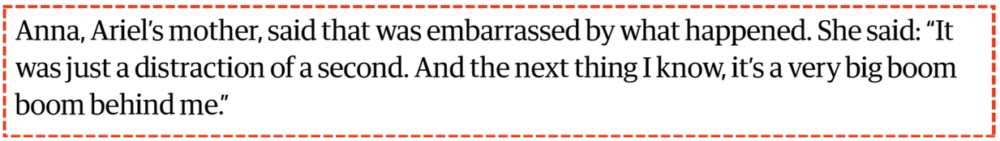 Anna, Ariel’s mother, said that was embarrassed by what happened. She said: “It
was just a distraction of a second. And the next thing I know, it’s a very big boom
boom behind me.”